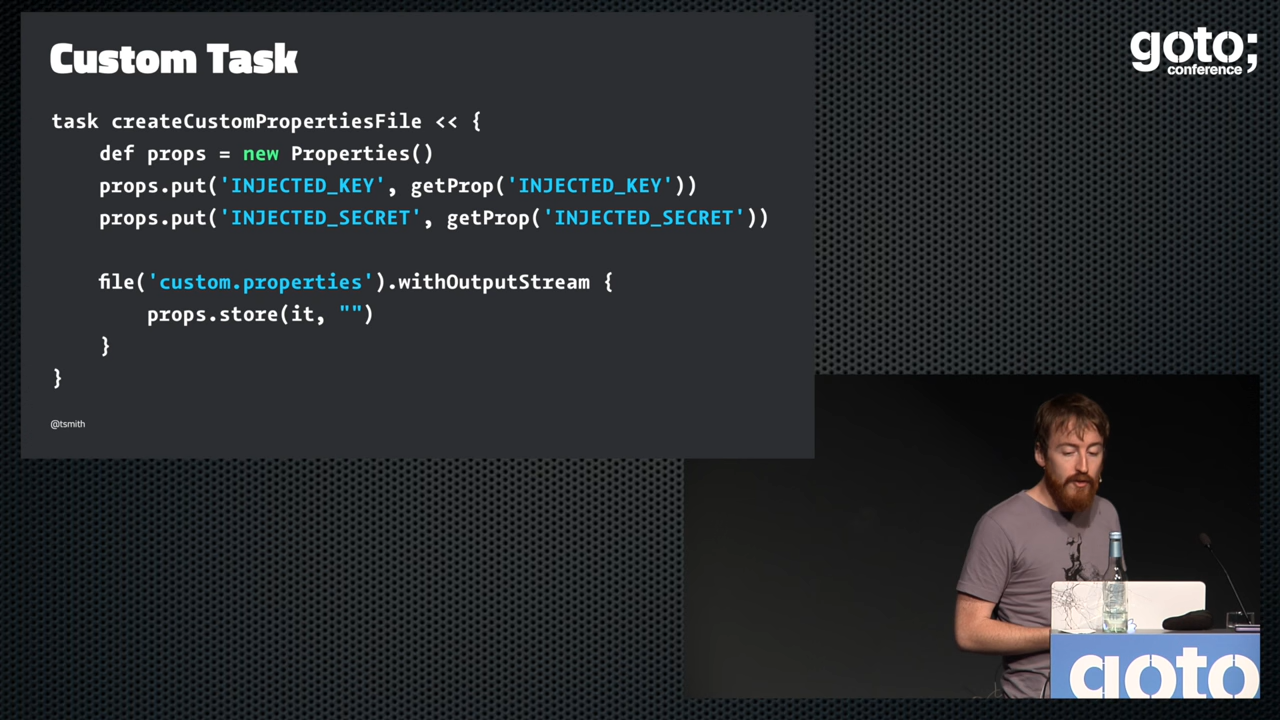 Custom Task
task createCustomPropertiesFile << {
    def props = new Properties()
    props.put('INJECTED_KEY', getProp('INJECTED_KEY'))
    props.put('INJECTED_SECRET', getProp('INJECTED_SECRET'))

    file('custom.properties').withOutputStream {
        props.store(it, "")
    }
}
@tsmith
goto;
conference
goto